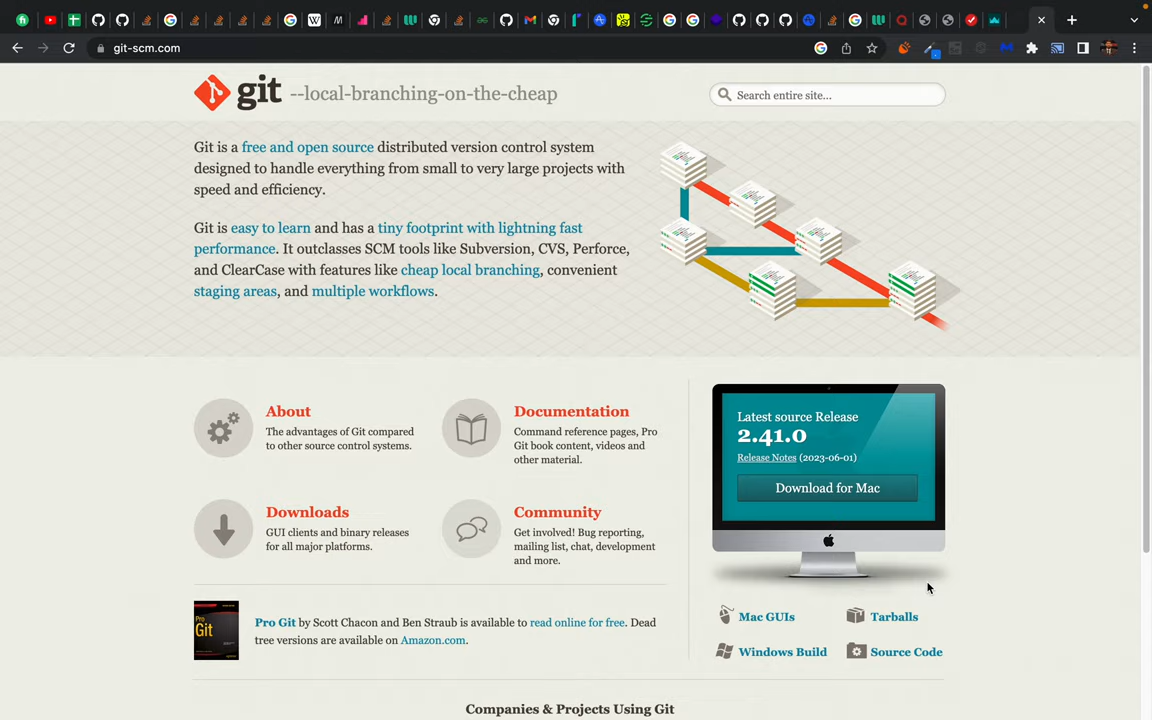 git-scm.com
git --local-branching-on-the-cheap
Search entire site...
Git is a free and open source distributed version control system
designed to handle everything from small to very large projects with
speed and efficiency.
Git is easy to learn and has a tiny footprint with lightning fast
performance. It outclasses SCM tools like Subversion, CVS, Perforce,
and ClearCase with features like cheap local branching, convenient
staging areas, and multiple workflows.
About
The advantages of Git compared
to other source control systems.
Documentation
Command reference pages, Pro
Git book content, videos and
other material.
Downloads
GUI clients and binary releases
for all major platforms.
Community
Get involved! Bug reporting,
mailing list, chat, development
and more.
Latest source Release
2.41.0
Release Notes (2023-06-01)
Download for Mac
Mac GUIs
Tarballs
Windows Build
Source Code
Pro
Git
Pro Git by Scott Chacon and Ben Straub is available to read online for free. Dead
tree versions are available on Amazon.com.
Companies & Projects Using Git